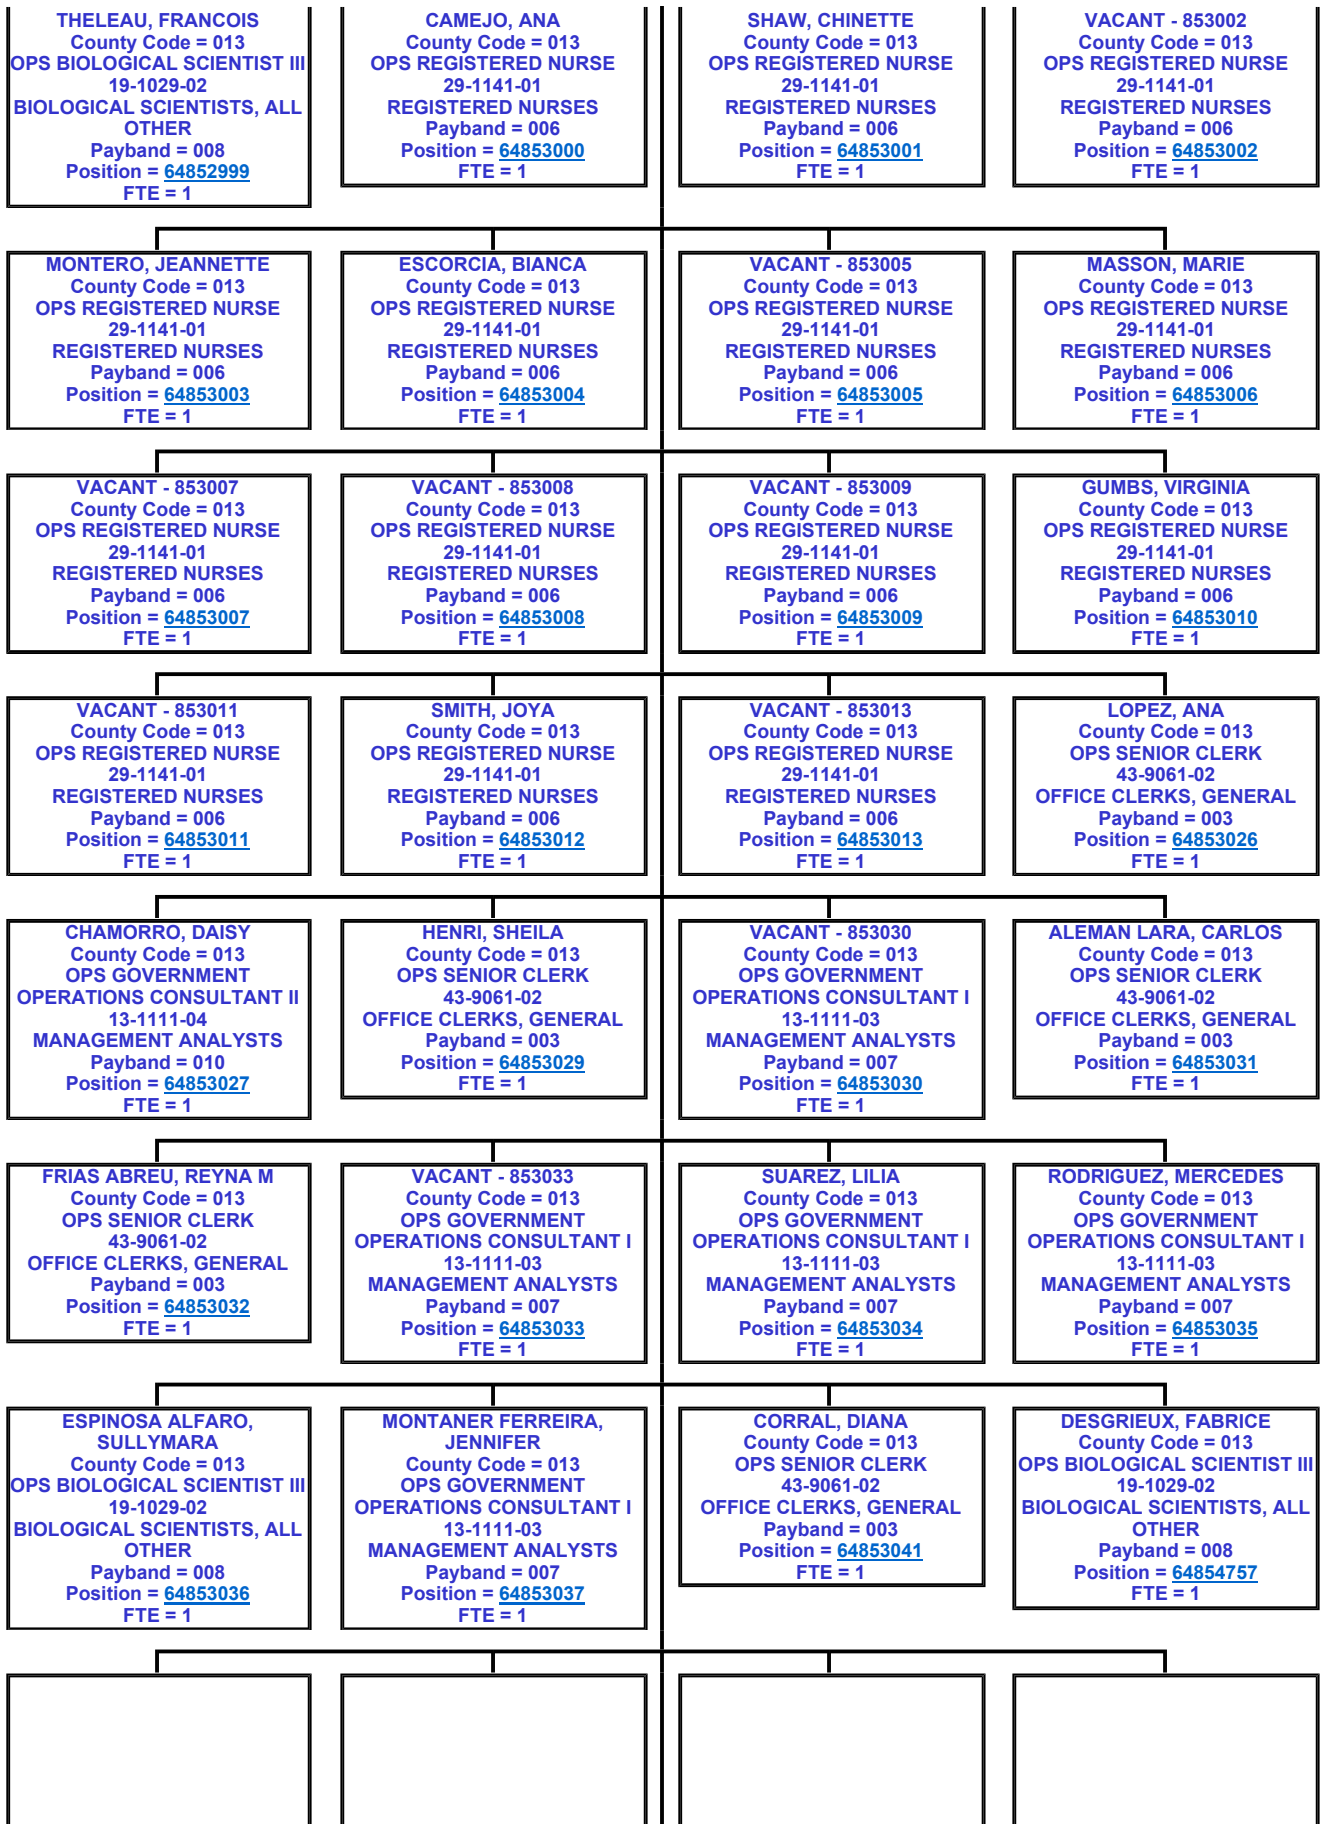 THELEAU, FRANCOIS
County Code = 013
OPS BIOLOGICAL SCIENTIST III
19-1029-02
BIOLOGICAL SCIENTISTS, ALL
OTHER
Payband = 008
Position = 64852999
FTE = 1
CAMEJO, ANA
County Code = 013
OPS REGISTERED NURSE
29-1141-01
REGISTERED NURSES
Payband = 006
Position = 64853000
FTE = 1
SHAW, CHINETTE
County Code = 013
OPS REGISTERED NURSE
29-1141-01
REGISTERED NURSES
Payband = 006
Position = 64853001
FTE = 1
VACANT - 853002
County Code = 013
OPS REGISTERED NURSE
29-1141-01
REGISTERED NURSES
Payband = 006
Position = 64853002
FTE = 1
MONTERO, JEANNETTE
County Code = 013
OPS REGISTERED NURSE
29-1141-01
REGISTERED NURSES
Payband = 006
Position = 64853003
FTE = 1
ESCORCIA, BIANCA
County Code = 013
OPS REGISTERED NURSE
29-1141-01
REGISTERED NURSES
Payband = 006
Position = 64853004
FTE = 1
VACANT - 853005
County Code = 013
OPS REGISTERED NURSE
29-1141-01
REGISTERED NURSES
Payband = 006
Position = 64853005
FTE = 1
MASSON, MARIE
County Code = 013
OPS REGISTERED NURSE
29-1141-01
REGISTERED NURSES
Payband = 006
Position = 64853006
FTE = 1
VACANT - 853007
County Code = 013
OPS REGISTERED NURSE
29-1141-01
REGISTERED NURSES
Payband = 006
Position = 64853007
FTE = 1
VACANT - 853008
County Code = 013
OPS REGISTERED NURSE
29-1141-01
REGISTERED NURSES
Payband = 006
Position = 64853008
FTE = 1
VACANT - 853009
County Code = 013
OPS REGISTERED NURSE
29-1141-01
REGISTERED NURSES
Payband = 006
Position = 64853009
FTE = 1
GUMBS, VIRGINIA
County Code = 013
OPS REGISTERED NURSE
29-1141-01
REGISTERED NURSES
Payband = 006
Position = 64853010
FTE = 1
VACANT - 853011
County Code = 013
OPS REGISTERED NURSE
29-1141-01
REGISTERED NURSES
Payband = 006
Position = 64853011
FTE = 1
SMITH, JOYA
County Code = 013
OPS REGISTERED NURSE
29-1141-01
REGISTERED NURSES
Payband = 006
Position = 64853012
FTE = 1
VACANT - 853013
County Code = 013
OPS REGISTERED NURSE
29-1141-01
REGISTERED NURSES
Payband = 006
Position = 64853013
FTE = 1
LOPEZ, ANA
County Code = 013
OPS SENIOR CLERK
43-9061-02
OFFICE CLERKS, GENERAL
Payband = 003
Position = 64853026
FTE = 1
CHAMORRO, DAISY
County Code = 013
OPS GOVERNMENT
OPERATIONS CONSULTANT II
13-1111-04
MANAGEMENT ANALYSTS
Payband = 010
Position = 64853027
FTE = 1
HENRI, SHEILA
County Code = 013
OPS SENIOR CLERK
43-9061-02
OFFICE CLERKS, GENERAL
Payband = 003
Position = 64853029
FTE = 1
VACANT - 853030
County Code = 013
OPS GOVERNMENT
OPERATIONS CONSULTANT I
13-1111-03
MANAGEMENT ANALYSTS
Payband = 007
Position = 64853030
FTE = 1
ALEMAN LARA, CARLOS
County Code = 013
OPS SENIOR CLERK
43-9061-02
OFFICE CLERKS, GENERAL
Payband = 003
Position = 64853031
FTE = 1
FRIAS ABREU, REYNA M
County Code = 013
OPS SENIOR CLERK
43-9061-02
OFFICE CLERKS, GENERAL
Payband = 003
Position = 64853032
FTE = 1
VACANT - 853033
County Code = 013
OPS GOVERNMENT
OPERATIONS CONSULTANT I
13-1111-03
MANAGEMENT ANALYSTS
Payband = 007
Position = 64853033
FTE = 1
SUAREZ, LILIA
County Code = 013
OPS GOVERNMENT
OPERATIONS CONSULTANT I
13-1111-03
MANAGEMENT ANALYSTS
Payband = 007
Position = 64853034
FTE = 1
RODRIGUEZ, MERCEDES
County Code = 013
OPS GOVERNMENT
OPERATIONS CONSULTANT I
13-1111-03
MANAGEMENT ANALYSTS
Payband = 007
Position = 64853035
FTE = 1
ESPINOSA ALFARO,
SULLYMARA
County Code = 013
OPS BIOLOGICAL SCIENTIST III
19-1029-02
BIOLOGICAL SCIENTISTS, ALL
OTHER
Payband = 008
Position = 64853036
FTE = 1
MONTANER FERREIRA,
JENNIFER
County Code = 013
OPS GOVERNMENT
OPERATIONS CONSULTANT I
13-1111-03
MANAGEMENT ANALYSTS
Payband = 007
Position = 64853037
FTE = 1
CORRAL, DIANA
County Code = 013
OPS SENIOR CLERK
43-9061-02
OFFICE CLERKS, GENERAL
Payband = 003
Position = 64853041
FTE = 1
DESGRIEUX, FABRICE
County Code = 013
OPS BIOLOGICAL SCIENTIST III
19-1029-02
BIOLOGICAL SCIENTISTS, ALL
OTHER
Payband = 008
Position = 64854757
FTE = 1